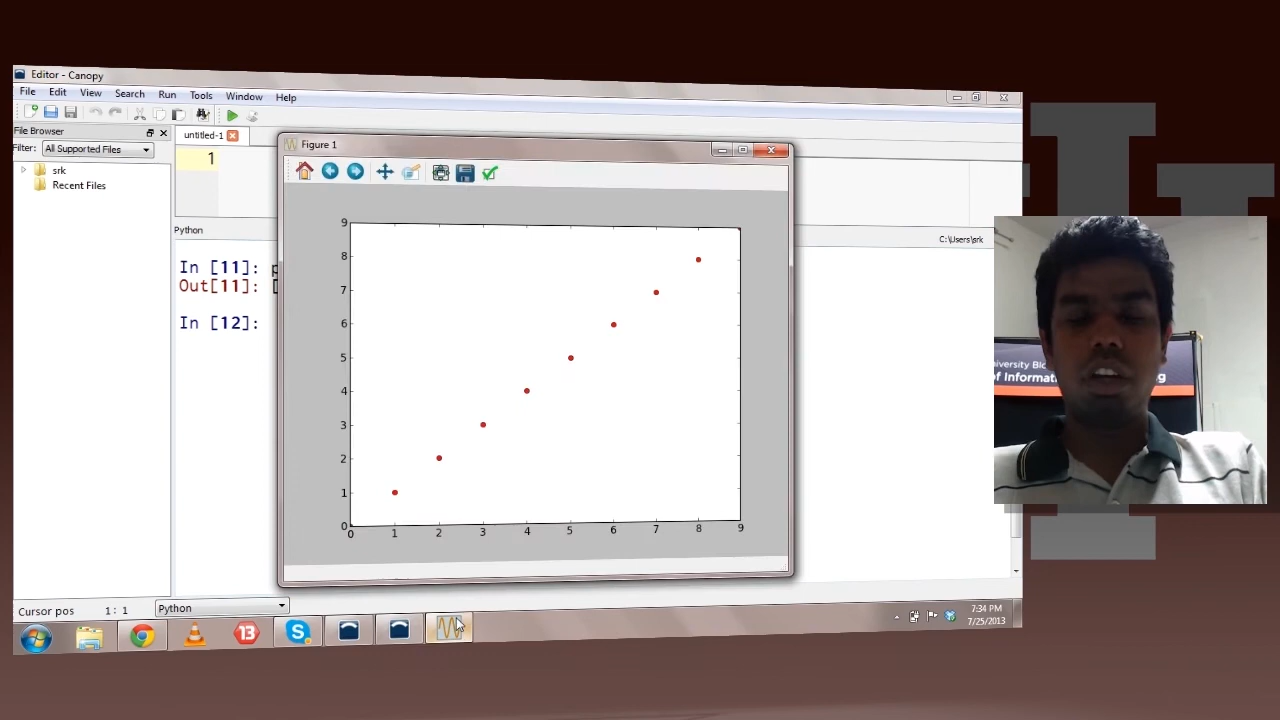 Editor - Canopy
File Edit View Search Run Tools Window Help
File Browser
Filter: All Supported Files
untitled-1
1
srk
Recent Files
Python
C:\Users\srk
In [11]: p
Out[11]: [
In [12]:
Figure 1
9
8
7
6
5
4
3
2
1
0
0 1 2 3 4 5 6 7 8 9
of Informat
g
Cursor pos 1: 1 Python
13
7:34 PM
7/25/2013